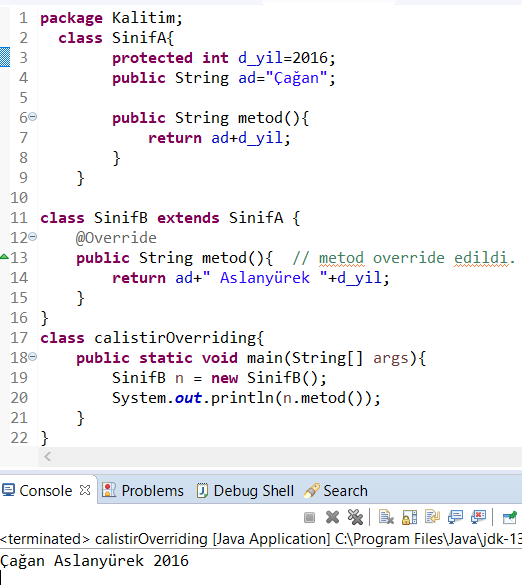 1 package Kalitim;
2 class SinifA{
3 protected int d_yil=2016;
4 public String ad="Çağan";
5
6 public String metod(){
7 return ad+d_yil;
8 }
9 }
10
11 class SinifB extends SinifA {
12 @Override
13 public String metod(){ // metod override edildi.
14 return ad+" Aslanyürek "+d_yil;
15 }
16 }
17 class calistirOverriding{
18 public static void main(String[] args){
19 SinifB n = new SinifB();
20 System.out.println(n.metod());
21 }
22 }
Console Problems Debug Shell Search
<terminated> calistirOverriding [Java Application] C:\Program Files\Java\jdk-13
Çağan Aslanyürek 2016